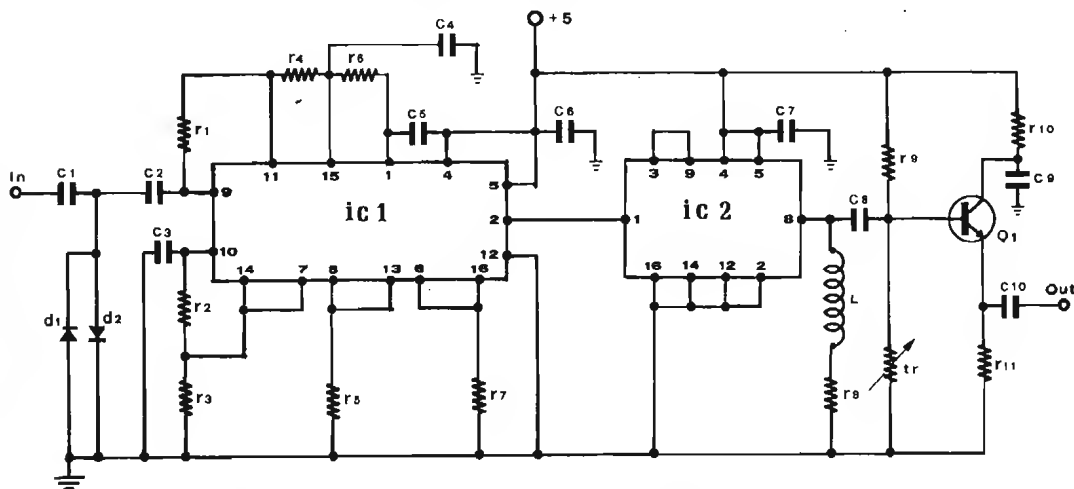 +5
C4
r4
r6
C5
C6
C7
r1
r9
r10
In
C1
C2
11
15
1
4
3
9
4
5
C9
9
ic 1
5
2
12
1
ic 2
8
C8
Q1
C3
10
14
7
8
13
6
16
16
14
12
2
C10
Out
r2
L
d1
d2
r3
r5
r7
r8
tr
r11